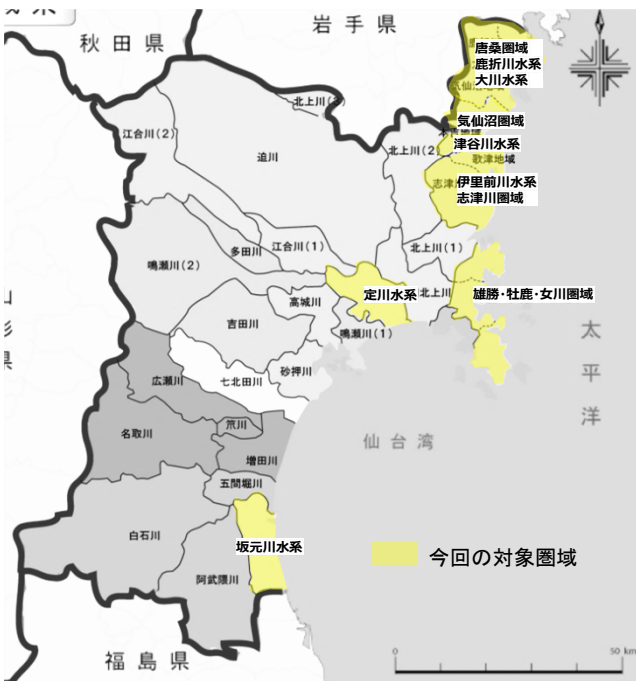 岩手県
秋田県
唐桑圏域
鹿折川水系
大川水系
気仙沼圏域
津谷川水系
歌津地域
伊里前川水系
志津川圏域
北上川(2)
江合川(2)
迫川
北上川(1)
江合川(1)
多田川
鳴瀬川(2)
定川水系
北上川
雄勝・牡鹿・女川圏域
高城川
吉田川
鳴瀬川(1)
砂押川
七北田川
広瀬川
名取川
笊川
増田川
五間堀川
仙台湾
太平洋
白石川
坂元川水系
阿武隈川
今回の対象圏域
福島県
0
50 km